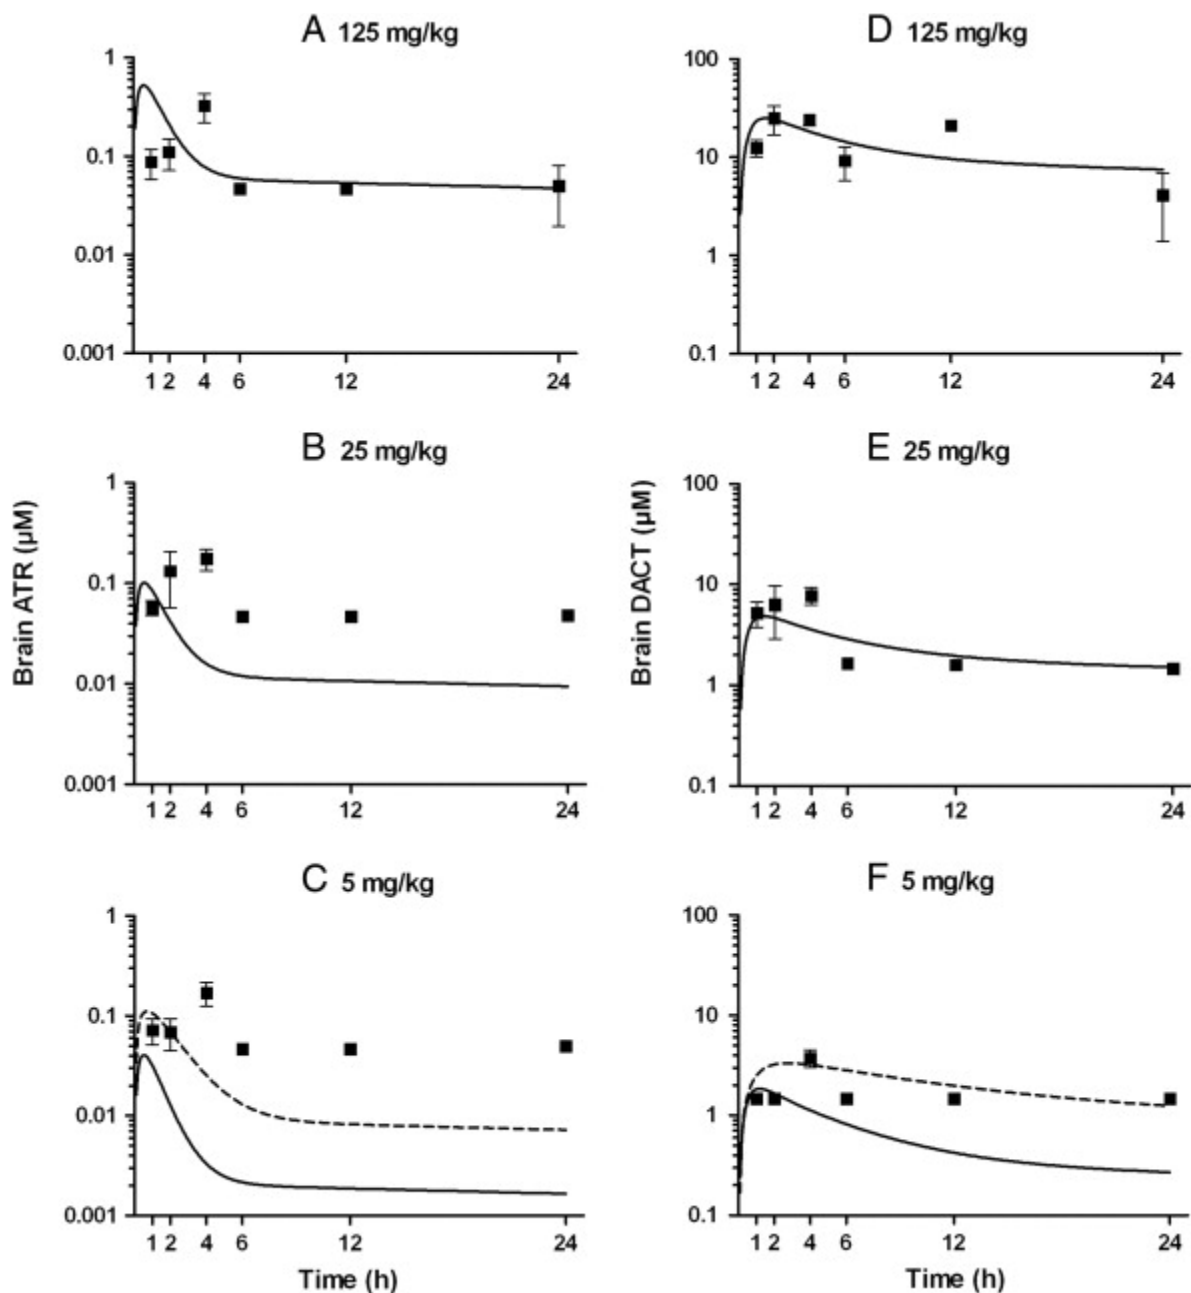 A 125 mg/kg
1
0.1
0.01
0.001
1 2 4 6 12 24
D 125 mg/kg
100
10
1
0.1
1 2 4 6 12 24
B 25 mg/kg
1
0.1
0.01
0.001
1 2 4 6 12 24
Brain ATR (µM)
E 25 mg/kg
100
10
1
0.1
1 2 4 6 12 24
Brain DACT (µM)
C 5 mg/kg
1
0.1
0.01
0.001
1 2 4 6 12 24
Time (h)
F 5 mg/kg
100
10
1
0.1
1 2 4 6 12 24
Time (h)